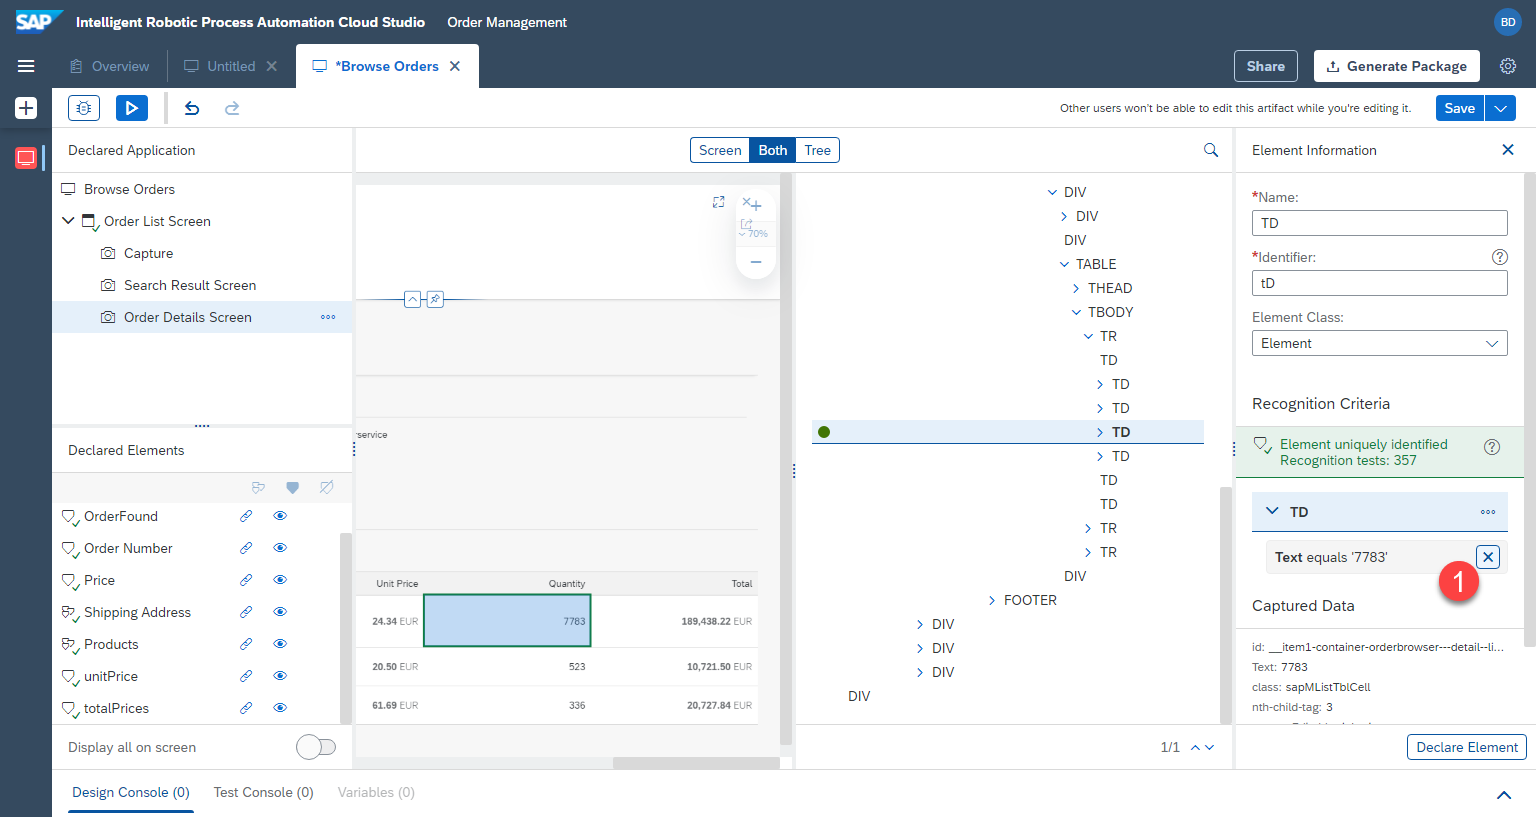 SAP Intelligent Robotic Process Automation Cloud Studio Order Management BD
Overview Untitled *Browse Orders Share Generate Package
Other users won't be able to edit this artifact while you're editing it. Save
Declared Application
Browse Orders
Order List Screen
Capture
Search Result Screen
Order Details Screen
Declared Elements
OrderFound
Order Number
Price
Shipping Address
Products
unitPrice
totalPrices
Display all on screen
Screen Both Tree
70%
Unit Price Quantity Total
24.34 EUR 7783 189,438.22 EUR
20.50 EUR 523 10,721.50 EUR
61.69 EUR 336 20,727.84 EUR
DIV
DIV
DIV
TABLE
THEAD
TBODY
TR
TD
TD
TD
TD
TD
TD
TD
TR
TR
DIV
FOOTER
DIV
DIV
DIV
DIV
1/1
Element Information
*Name:
TD
*Identifier:
tD
Element Class:
Element
Recognition Criteria
Element uniquely identified
Recognition tests: 357
TD
Text equals '7783'
1
Captured Data
id: __item1-container-orderbrowser---detail--li...
Text: 7783
class: sapMListTblCell
nth-child-tag: 3
Declare Element
Design Console (0) Test Console (0) Variables (0)